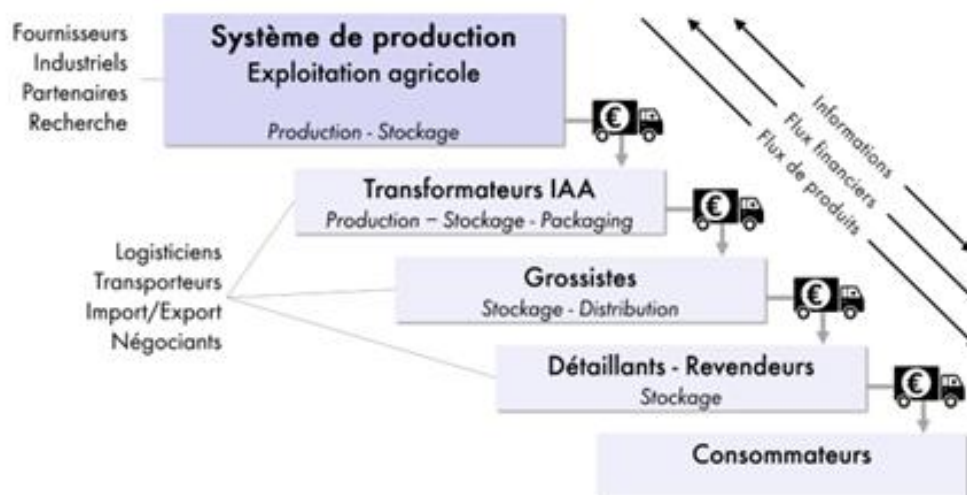 Fournisseurs
Industriels
Partenaires
Recherche
Système de production
Exploitation agricole
Production - Stockage
€
Transformateurs IAA
Production – Stockage - Packaging
€
Logisticiens
Transporteurs
Import/Export
Négociants
Grossistes
Stockage - Distribution
€
Détaillants - Revendeurs
Stockage
€
Consommateurs
Informations
Flux financiers
Flux de produits